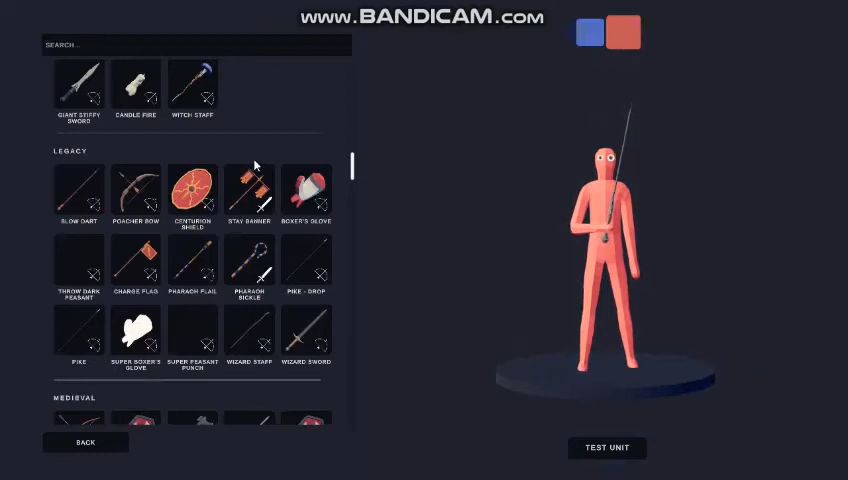 www.BANDICAM.com
SEARCH...
GIANT STIFFY SWORD
CANDLE FIRE
WITCH STAFF
LEGACY
BLOW DART
POACHER BOW
CENTURION SHIELD
STAY BANNER
BOXER'S GLOVE
THROW DARK PEASANT
CHARGE FLAG
PHARAOH FLAIL
PHARAOH SICKLE
PIKE - DROP
PIKE
SUPER BOXER'S GLOVE
SUPER PEASANT PUNCH
WIZARD STAFF
WIZARD SWORD
MEDIEVAL
BACK
TEST UNIT